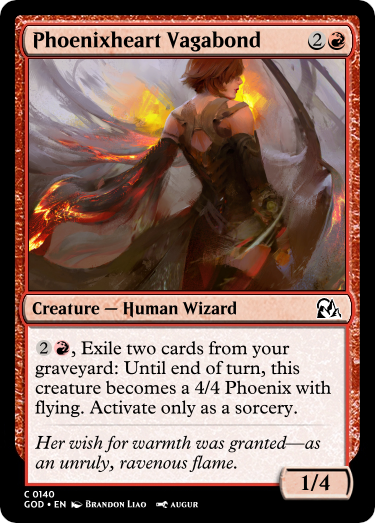 Phoenixheart Vagabond 2
2, Exile two cards from your
graveyard: Until end of turn, this
creature becomes a 4/4 Phoenix with
flying. Activate only as a sorcery.
Her wish for warmth was granted—as
an unruly, ravenous flame.
Creature — Human Wizard
1/4
C 0140
GOD • EN Brandon Liao AUGUR